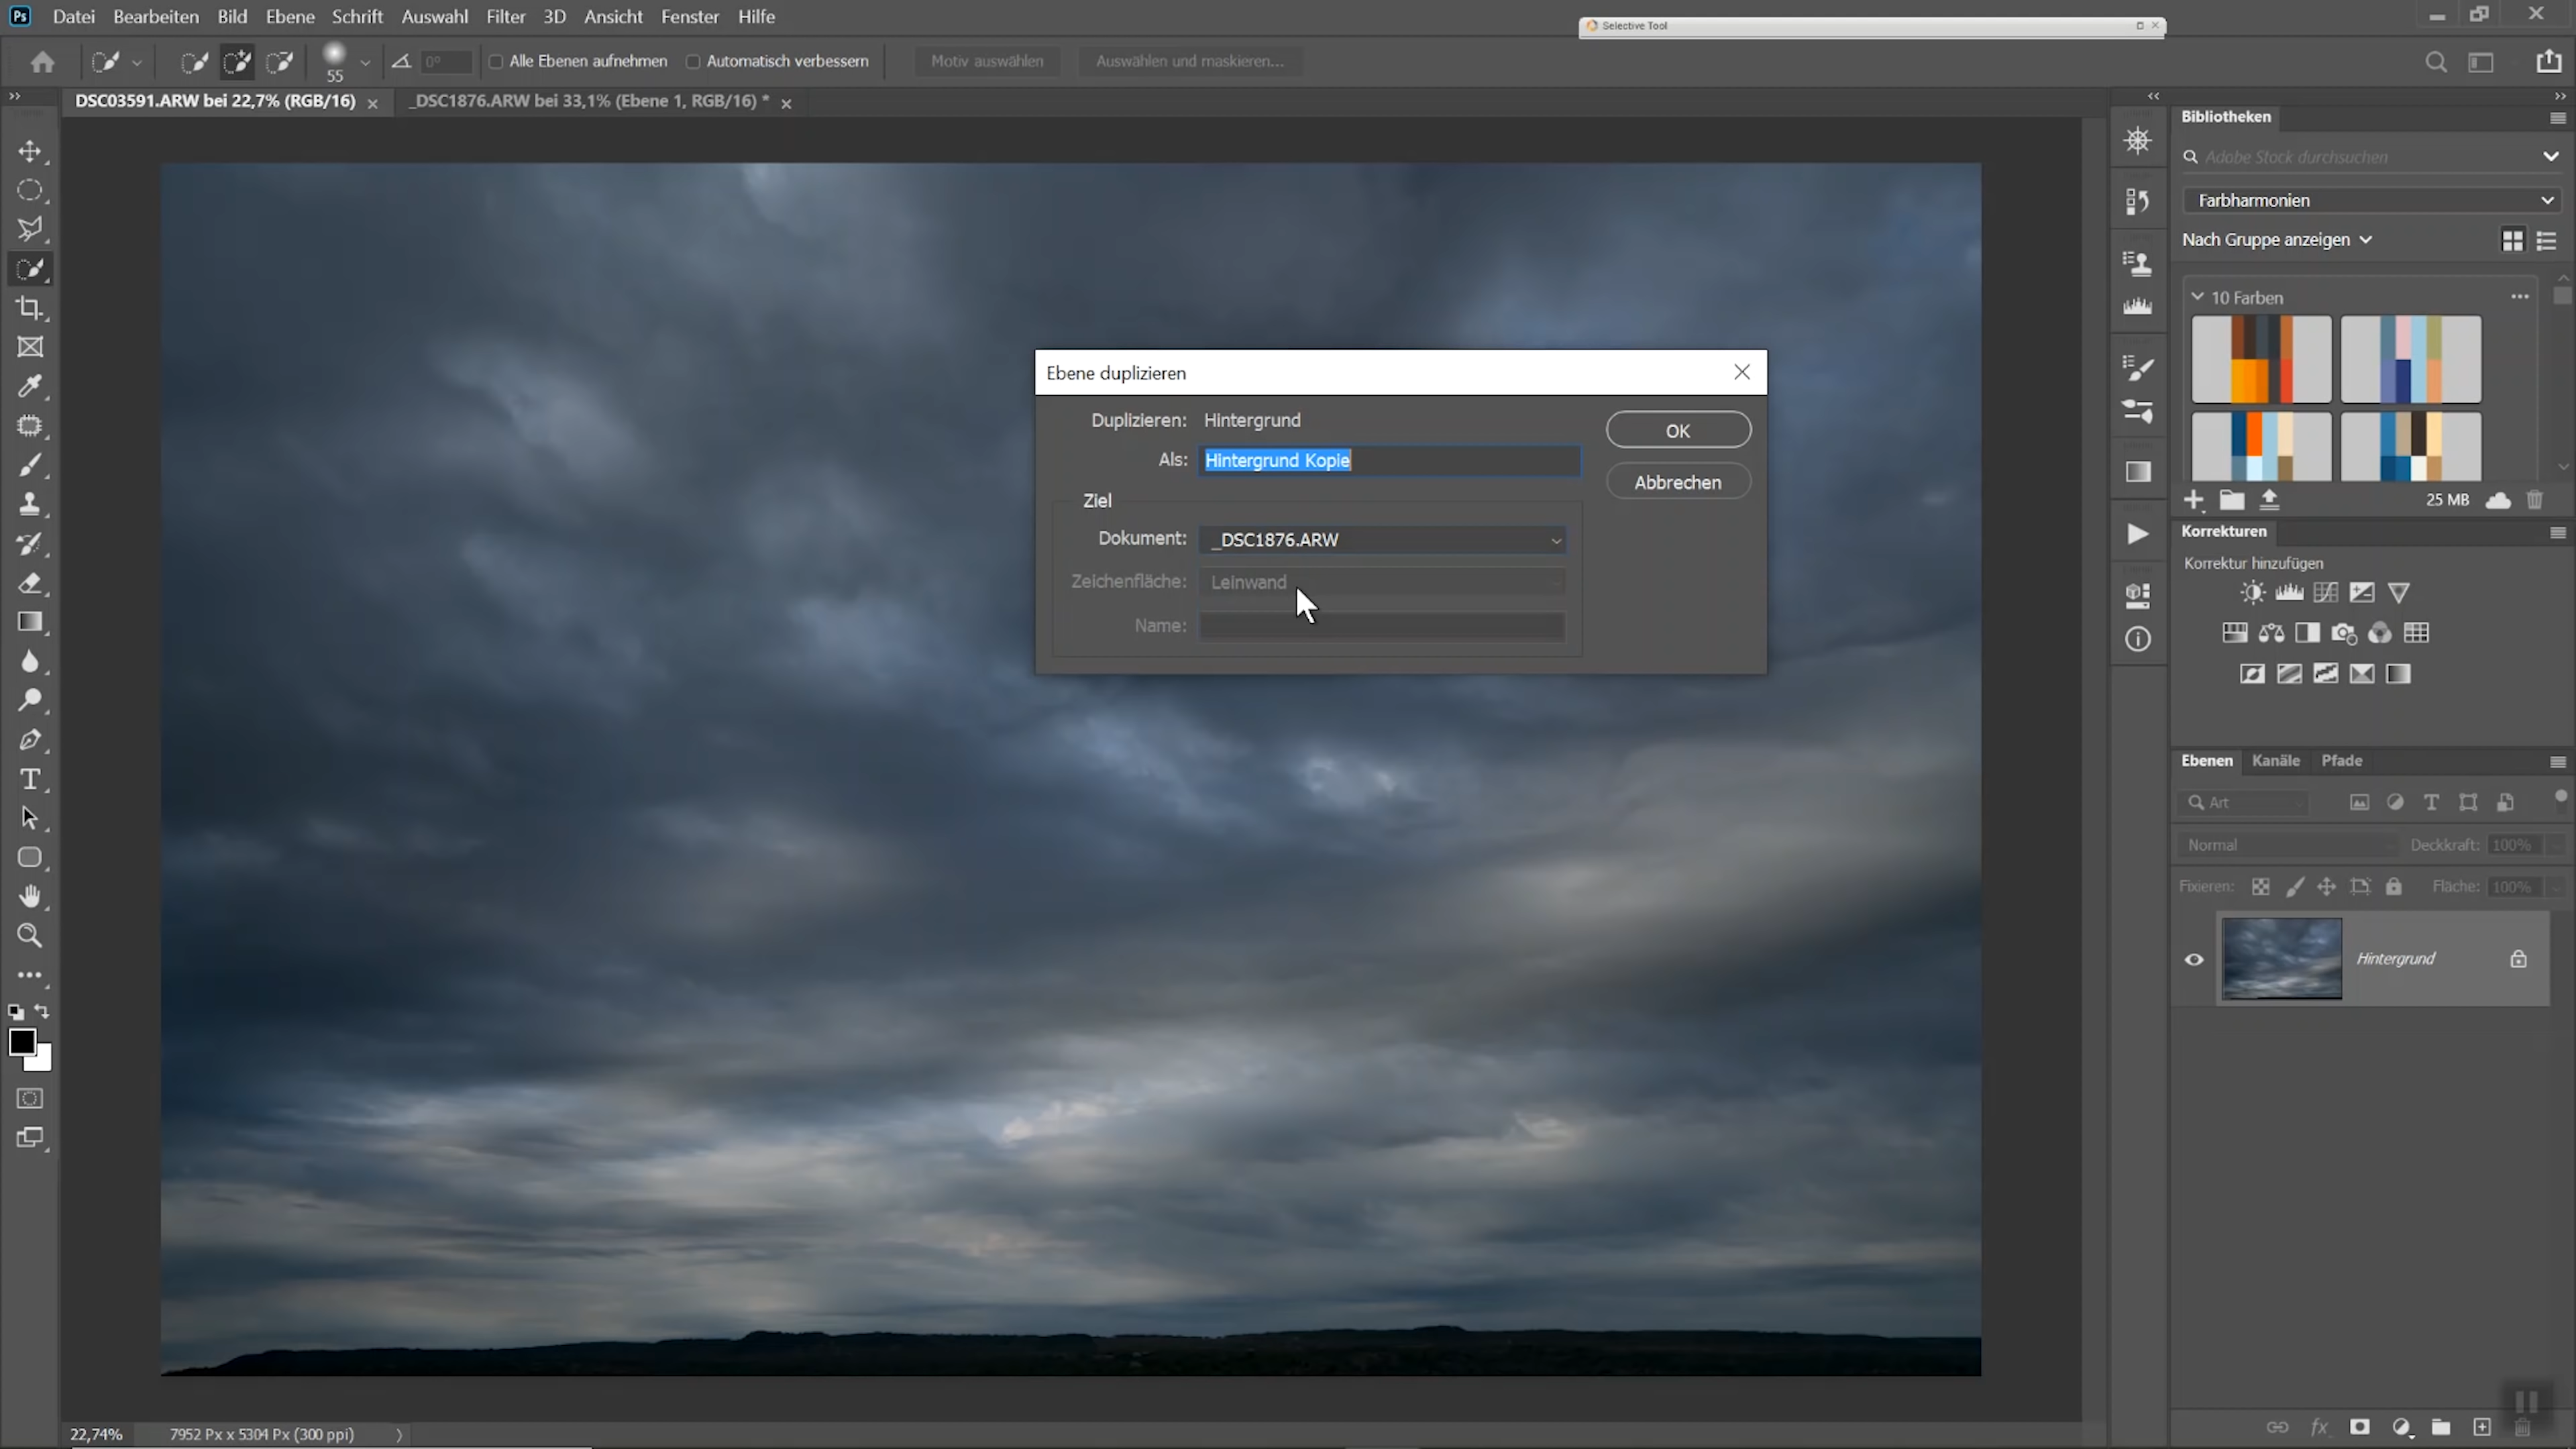 Ps Datei Bearbeiten Bild Ebene Schrift Auswahl Filter 3D Ansicht Fenster Hilfe
Selective Tool
55
0°
Alle Ebenen aufnehmen
Automatisch verbessern
Motiv auswählen
Auswählen und maskieren...
DSC03591.ARW bei 22,7% (RGB/16)
_DSC1876.ARW bei 33,1% (Ebene 1, RGB/16) *
Bibliotheken
Adobe Stock durchsuchen
Farbharmonien
Nach Gruppe anzeigen
10 Farben
25 MB
Ebene duplizieren
Duplizieren: Hintergrund
Als: Hintergrund Kopie
OK
Abbrechen
Ziel
Dokument: _DSC1876.ARW
Zeichenfläche: Leinwand
Name:
Korrekturen
Korrektur hinzufügen
Ebenen Kanäle Pfade
Art
Normal
Deckkraft: 100%
Fixieren:
Fläche: 100%
Hintergrund
fx
22,74%
7952 Px x 5304 Px (300 ppi)